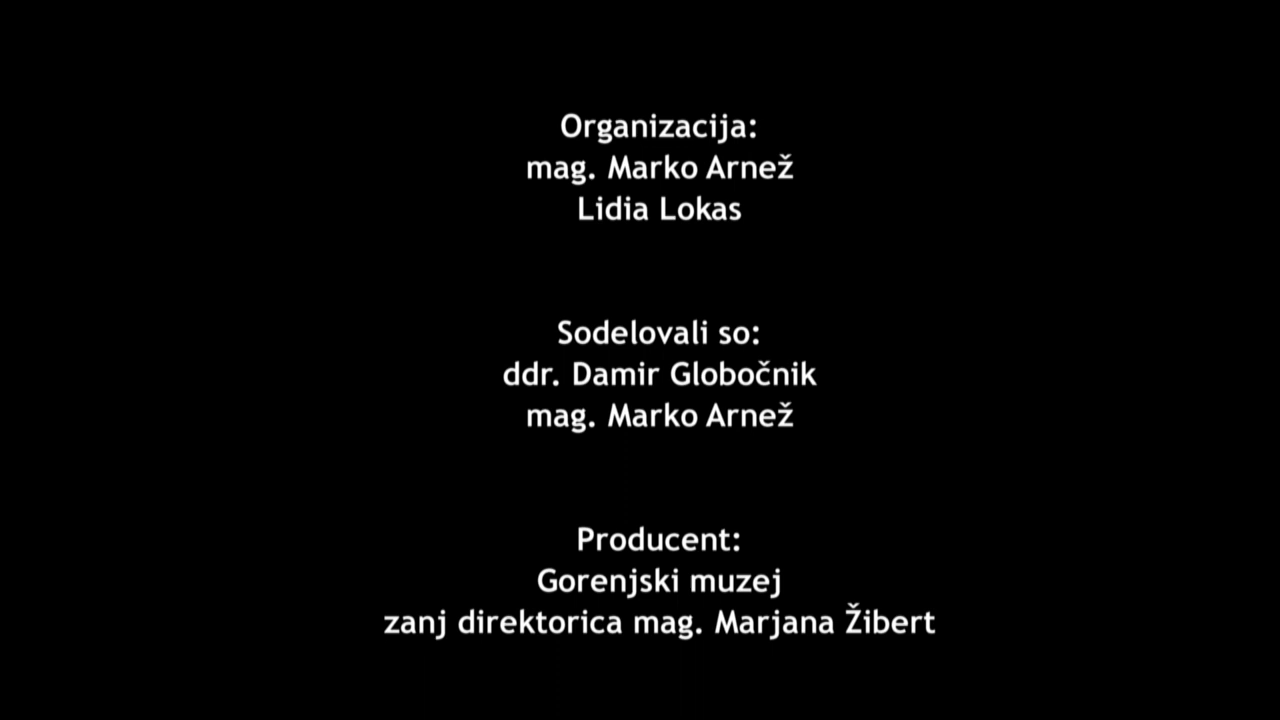 Organizacija:
mag. Marko Arnež
Lidia Lokas
Sodelovali so:
ddr. Damir Globočnik
mag. Marko Arnež
Producent:
Gorenjski muzej
zanj direktorica mag. Marjana Žibert